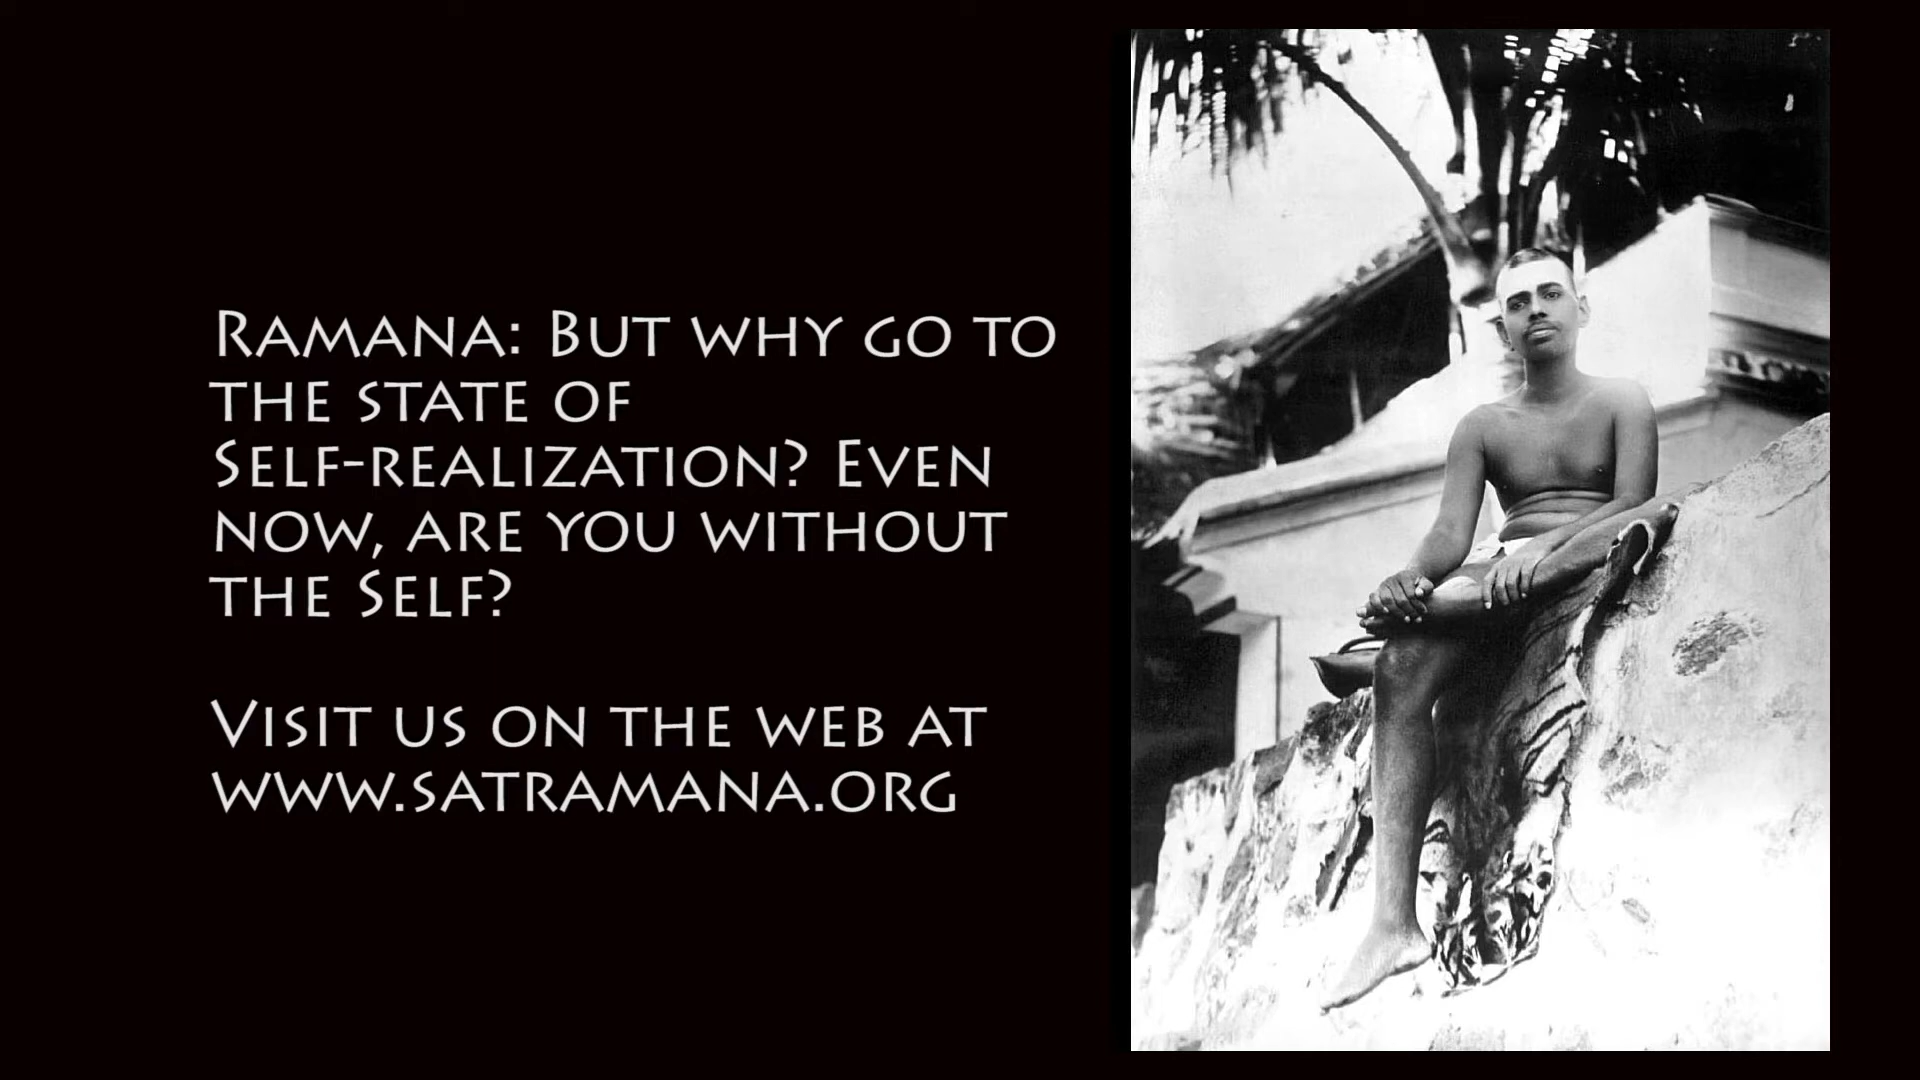 Ramana: But why go to
the state of
Self-realization? Even
now, are you without
the Self?
Visit us on the web at
www.satramana.org